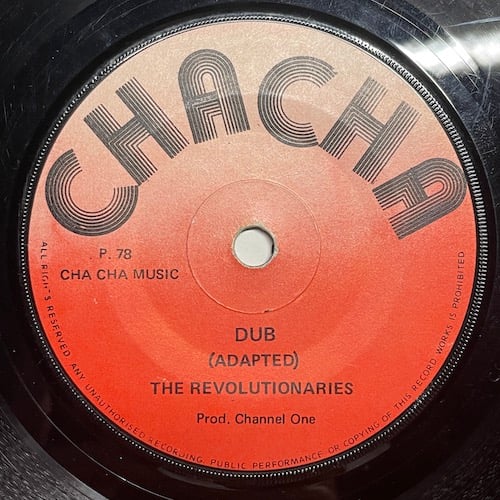 CHACHA
P. 78
CHA CHA MUSIC
DUB
(ADAPTED)
THE REVOLUTIONARIES
Prod. Channel One
ALL RIGHTS RESERVED ANY UNAUTHORISED RECORDING, PUBLIC PERFORMANCE OR COPYING OF THIS RECORD WORKS IS PROHIBITED